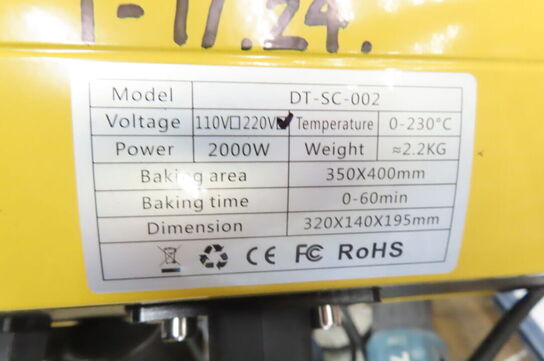 1-17.24.
Model DT-SC-002
Voltage 110V☐220V☑ Temperature 0-230°C
Power 2000W Weight ≈2.2KG
Baking area 350X400mm
Baking time 0-60min
Dimension 320X140X195mm
CE FC RoHS